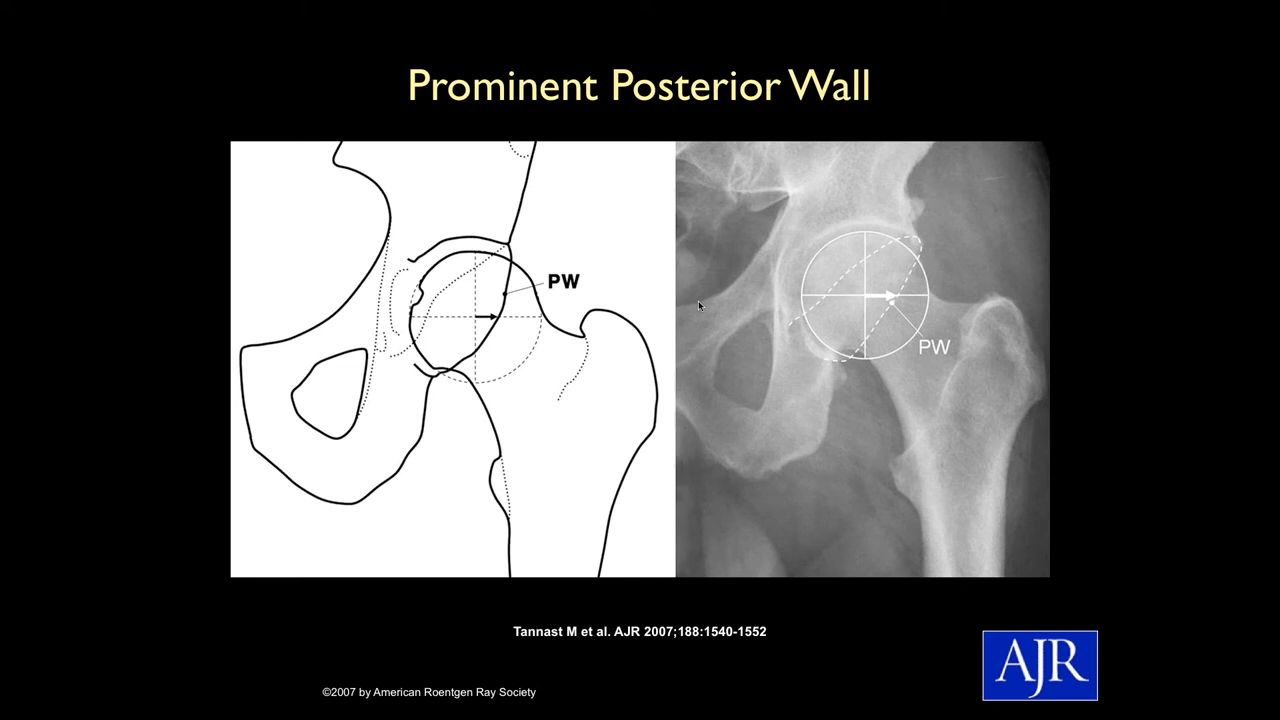 Prominent Posterior Wall
PW
PW
Tannast M et al. AJR 2007;188:1540-1552
©2007 by American Roentgen Ray Society
AJR